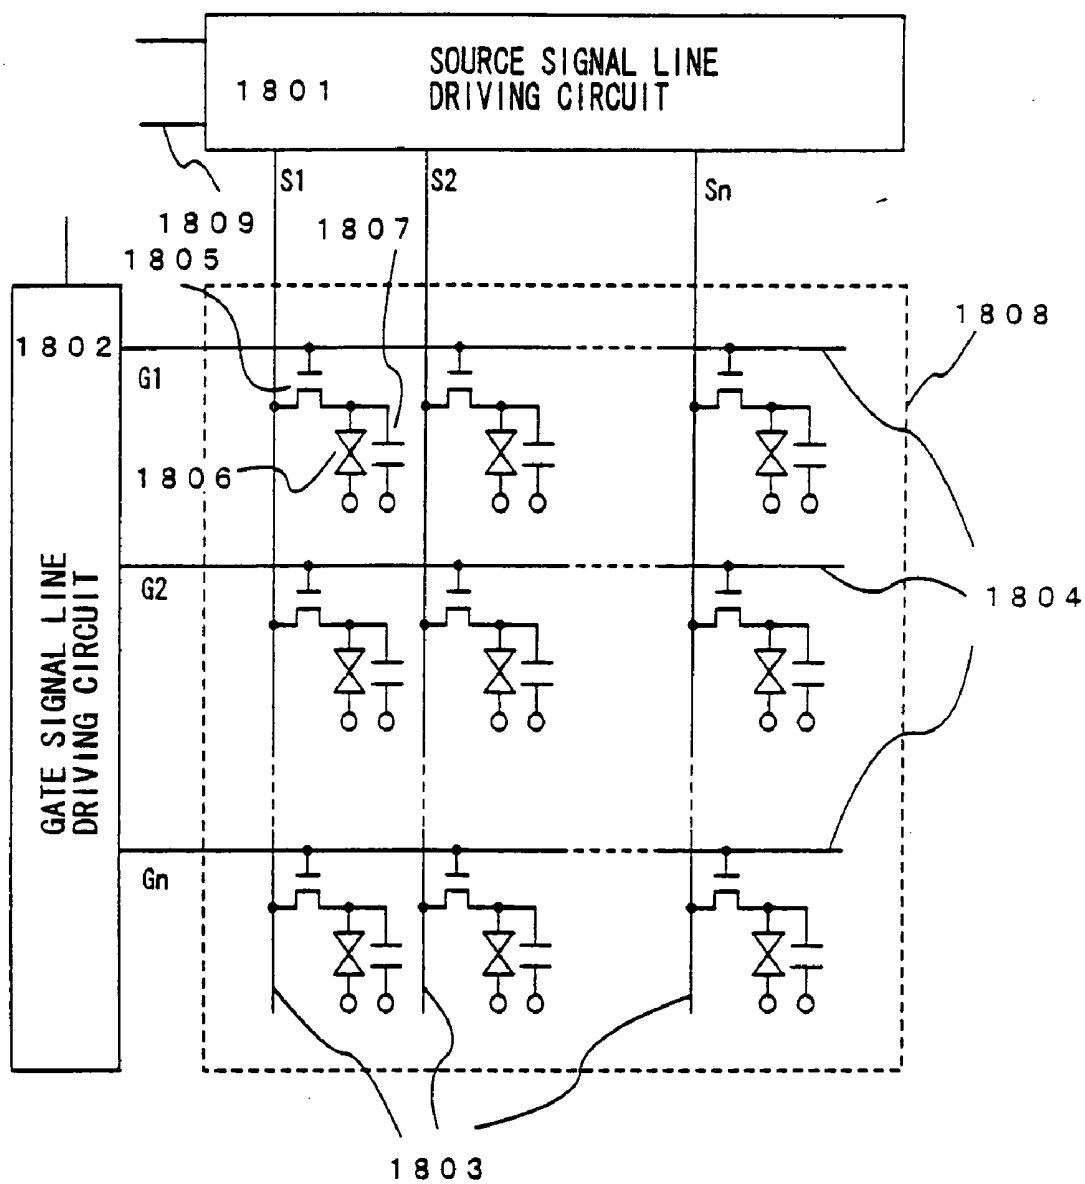 SOURCE SIGNAL LINE
DRIVING CIRCUIT
1801
S1
S2
Sn
1809
1807
1805
1808
1802
G1
1806
G2
1804
GATE SIGNAL LINE
DRIVING CIRCUIT
Gn
1803